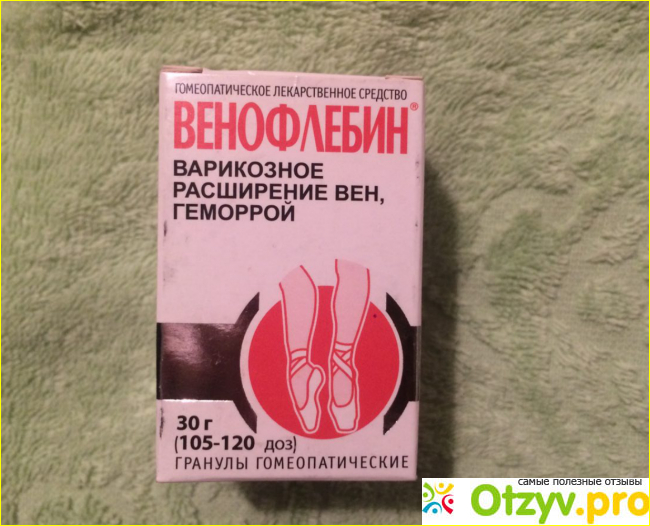 ГОМЕОПАТИЧЕСКОЕ ЛЕКАРСТВЕННОЕ СРЕДСТВО
ВЕНОФЛЕБИН®
ВАРИКОЗНОЕ
РАСШИРЕНИЕ ВЕН,
ГЕМОРРОЙ
30 г
(105-120 доз)
ГРАНУЛЫ ГОМЕОПАТИЧЕСКИЕ
самые полезные отзывы
Otzyv.pro